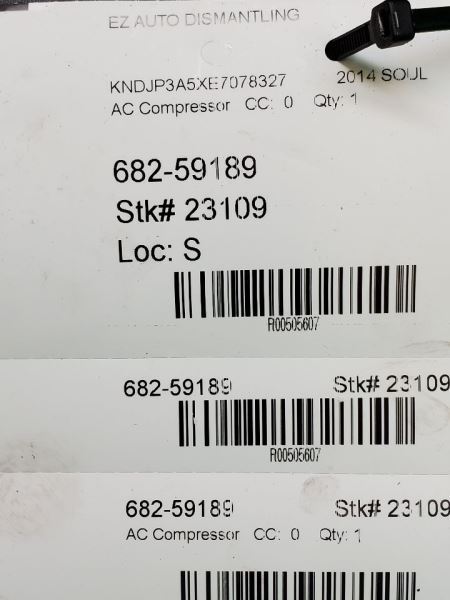 EZ AUTO DISMANTLING
KNDJP3A5XE7078327 2014 SOUL
AC Compressor CC: 0 Qty: 1
682-59189
Stk# 23109
Loc: S
R00505607
682-59189 Stk# 23109
R00505607
682-59189 Stk# 23109
AC Compressor CC: 0 Qty: 1